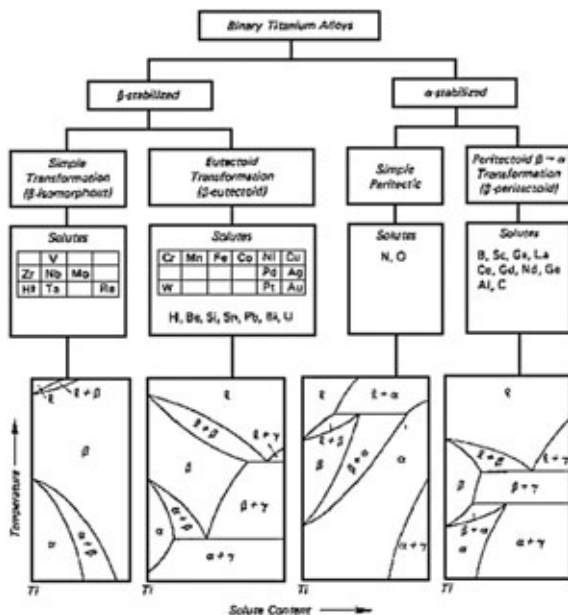 Binary Titanium Alloys
β-stabilized
α-stabilized
Simple
Transformation
(β-isomorphous)
Eutectoid
Transformation
(β-eutectoid)
Simple
Peritectic
Peritectoid β → α
Transformation
(β-peritectoid)
Solutes
V
Zr Nb Mo
Hf Ta Re
Solutes
Cr Mn Fe Co Ni Cu
Pd Ag
W Pt Au
Be, Si, Sn, Pb, Bi, U
Solutes
N, O
Solutes
B, Sc, Ga, La
Ce, Gd, Nd, Ge
Al, C
Temperature
ℓ
ℓ + β
β
α
α + β
Ti
ℓ
ℓ + β
ℓ + γ
β
α
α + β
β + γ
α + γ
Ti
ℓ
ℓ + α
ℓ + β
β
β + α
α
α + γ
Ti
ℓ
ℓ + β
ℓ + γ
β
β + γ
β + α
α
α + γ
Ti
Solute Content